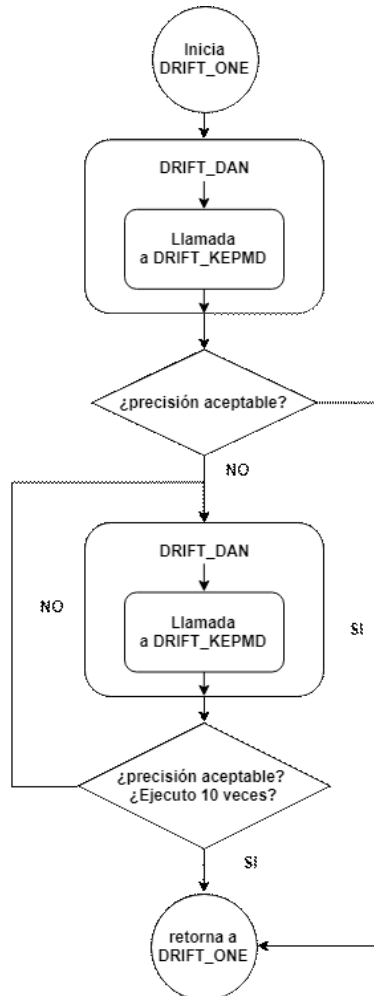 Inicia
DRIFT_ONE
DRIFT_DAN
Llamada
a DRIFT_KEPMD
¿precisión aceptable?
NO
DRIFT_DAN
NO
Llamada
a DRIFT_KEPMD
SI
¿precisión aceptable?
¿Ejecuto 10 veces?
SI
retorna a
DRIFT_ONE